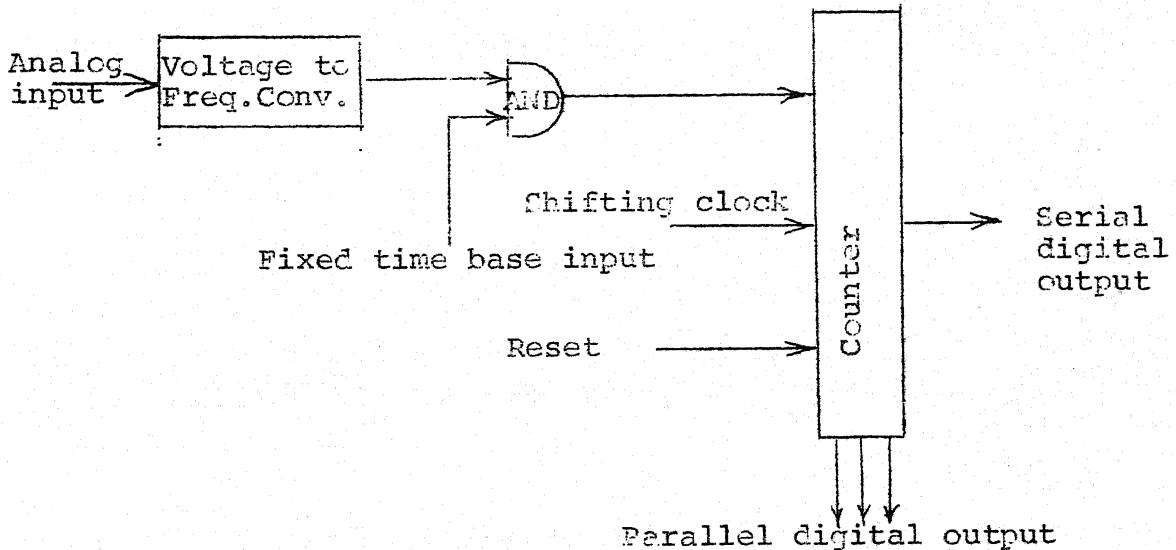 Analog
input
Voltage to
Freq.Conv.
AND
Shifting clock
Fixed time base input
Reset
Counter
Serial
digital
output
Parallel digital output